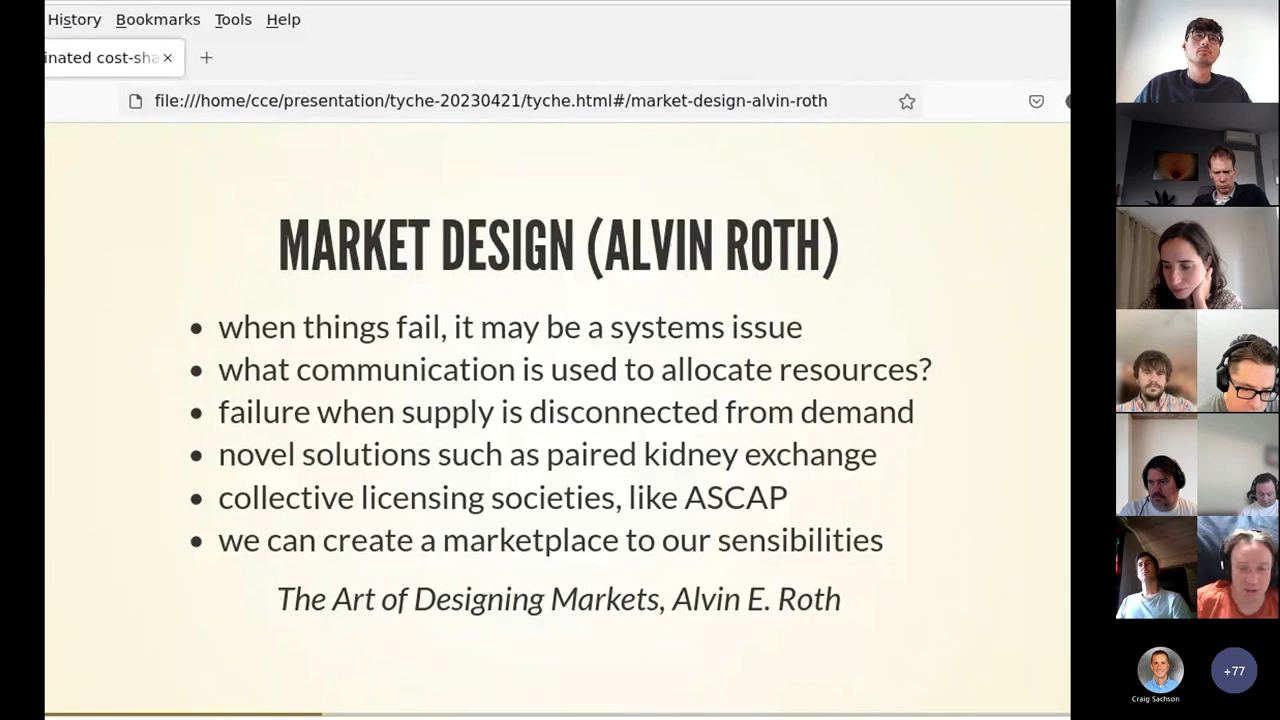 History Bookmarks Tools Help
inated cost-sha
file:///home/cce/presentation/tyche-20230421/tyche.html#/market-design-alvin-roth
MARKET DESIGN (ALVIN ROTH)
when things fail, it may be a systems issue
what communication is used to allocate resources?
failure when supply is disconnected from demand
novel solutions such as paired kidney exchange
collective licensing societies, like ASCAP
we can create a marketplace to our sensibilities
The Art of Designing Markets, Alvin E. Roth
+77
Craig Sachson